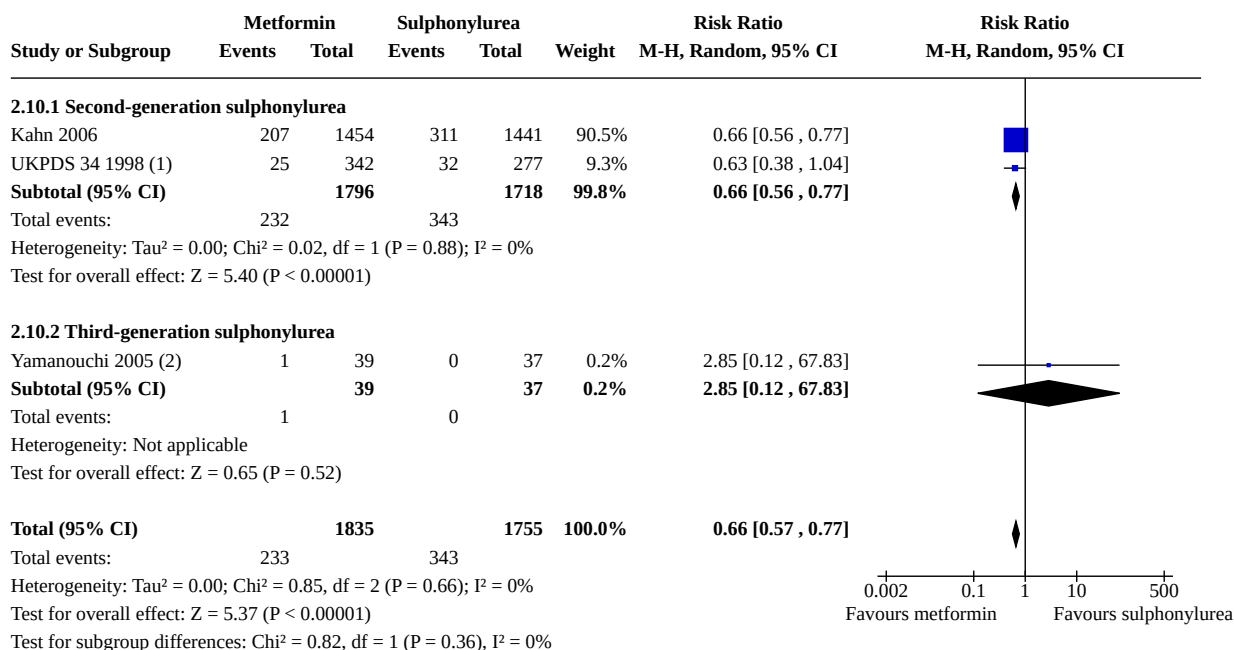 Metformin Sulphonylurea Risk Ratio Risk Ratio
Study or Subgroup Events Total Events Total Weight M-H, Random, 95% CI M-H, Random, 95% CI
2.10.1 Second-generation sulphonylurea
Kahn 2006 207 1454 311 1441 90.5% 0.66 [0.56 , 0.77]
UKPDS 34 1998 (1) 25 342 32 277 9.3% 0.63 [0.38 , 1.04]
Subtotal (95% CI) 1796 1718 99.8% 0.66 [0.56 , 0.77]
Total events: 232 343
Heterogeneity: Tau² = 0.00; Chi² = 0.02, df = 1 (P = 0.88); I² = 0%
Test for overall effect: Z = 5.40 (P < 0.00001)
2.10.2 Third-generation sulphonylurea
Yamanouchi 2005 (2) 1 39 0 37 0.2% 2.85 [0.12 , 67.83]
Subtotal (95% CI) 39 37 0.2% 2.85 [0.12 , 67.83]
Total events: 1 0
Heterogeneity: Not applicable
Test for overall effect: Z = 0.65 (P = 0.52)
Total (95% CI) 1835 1755 100.0% 0.66 [0.57 , 0.77]
Total events: 233 343
Heterogeneity: Tau² = 0.00; Chi² = 0.85, df = 2 (P = 0.66); I² = 0%
0.002 0.1 1 10 500
Test for overall effect: Z = 5.37 (P < 0.00001)
Favours metformin Favours sulphonylurea
Test for subgroup differences: Chi² = 0.82, df = 1 (P = 0.36), I² = 0%